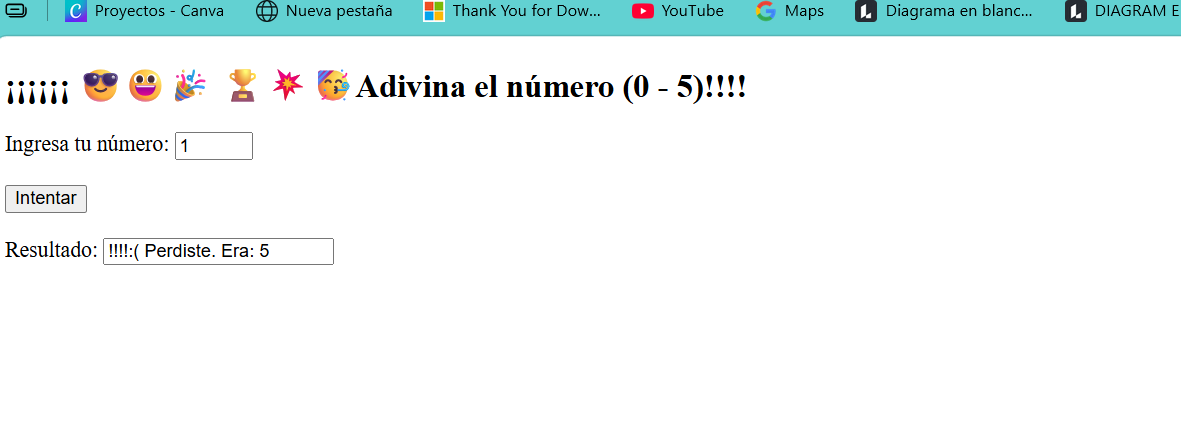 Proyectos - Canva Nueva pestaña Thank You for Dow... YouTube Maps Diagrama en blanc... DIAGRAM E
¡¡¡¡¡¡ 😎 😃 🎉 🏆 💥 🥳 Adivina el número (0 - 5)!!!!
Ingresa tu número: 1
Intentar
Resultado: !!!!:( Perdiste. Era: 5